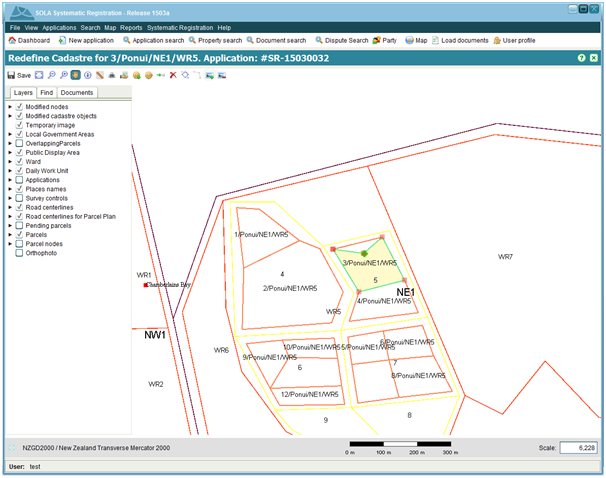 SOLA Systematic Registration - Release 1503a
File View Applications Search Map Reports Systematic Registration Help
Dashboard New application Application search Property search Document search Dispute Search Party Map Load documents User profile
Redefine Cadastre for 3/Ponui/NE1/WR5. Application: #SR-15030032
Save
Layers Find Documents
Modified nodes
Modified cadastre objects
Temporary image
Local Government Areas
OverlappingParcels
Public Display Area
Ward
Daily Work Unit
Applications
Places names
Survey controls
Road centerlines
Road centerlines for Parcel Plan
Pending parcels
Parcels
Parcel nodes
Orthophoto
1/Ponui/NE1/WR5
3/Ponui/NE1/WR5
WR7
WR1
4
5
Chamberlains Bay
2/Ponui/NE1/WR5
NE1
4/Ponui/NE1/WR5
WR5
NW1
WR6
10/Ponui/NE1/WR5
5/Ponui/NE1/WR5
6/Ponui/NE1/WR5
9/Ponui/NE1/WR5
6
7
8/Ponui/NE1/WR5
WR2
12/Ponui/NE1/WR5
9
8
NZGD2000 / New Zealand Transverse Mercator 2000
0 m 100 m 200 m 300 m
Scale: 6,228
User: test